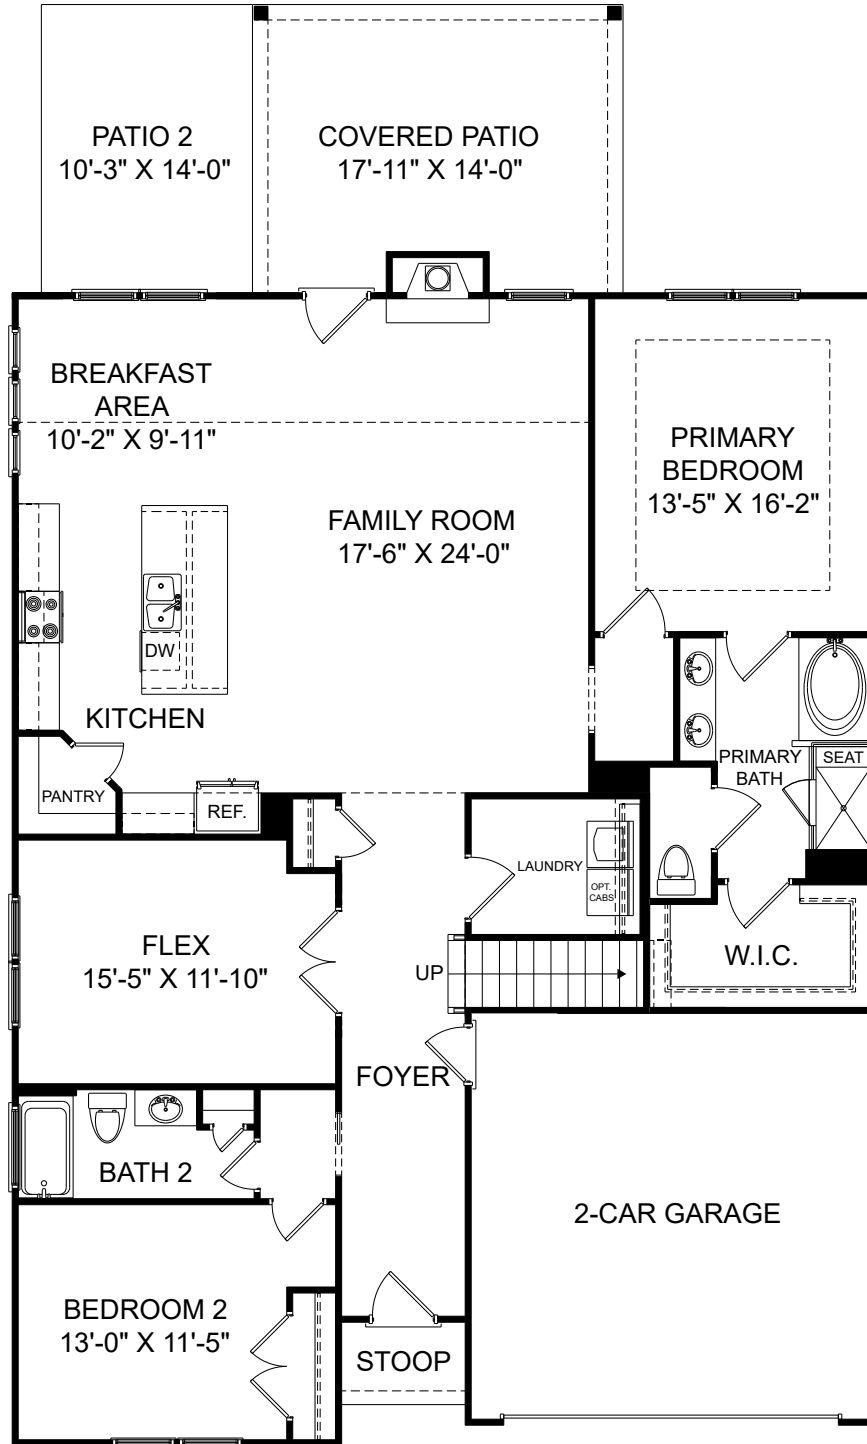 PATIO 2
10'-3" X 14'-0"
COVERED PATIO
17'-11" X 14'-0"
BREAKFAST
AREA
10'-2" X 9'-11"
PRIMARY
BEDROOM
13'-5" X 16'-2"
FAMILY ROOM
17'-6" X 24'-0"
DW
KITCHEN
PANTRY
REF.
PRIMARY
BATH
SEAT
LAUNDRY
OPT.
CABS
FLEX
15'-5" X 11'-10"
UP
W.I.C.
FOYER
BATH 2
2-CAR GARAGE
BEDROOM 2
13'-0" X 11'-5"
STOOP